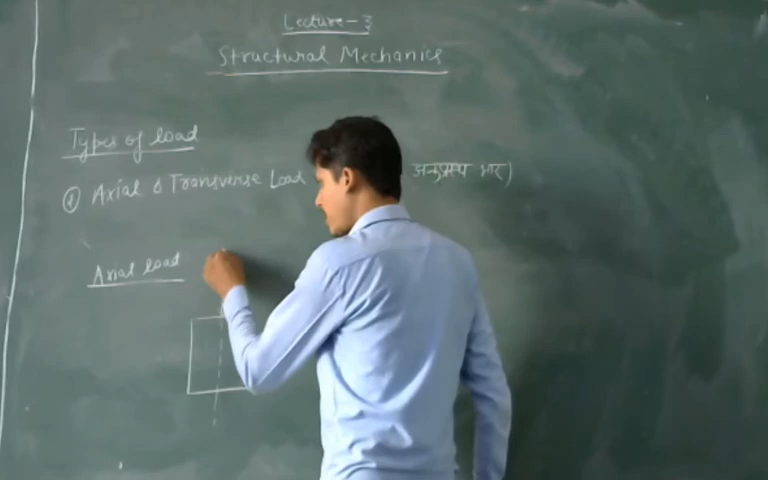 Lecture-3
Structural Mechanics
Types of load
① Axial & Transverse Load अनुप्रस्थ भार)
Axial load